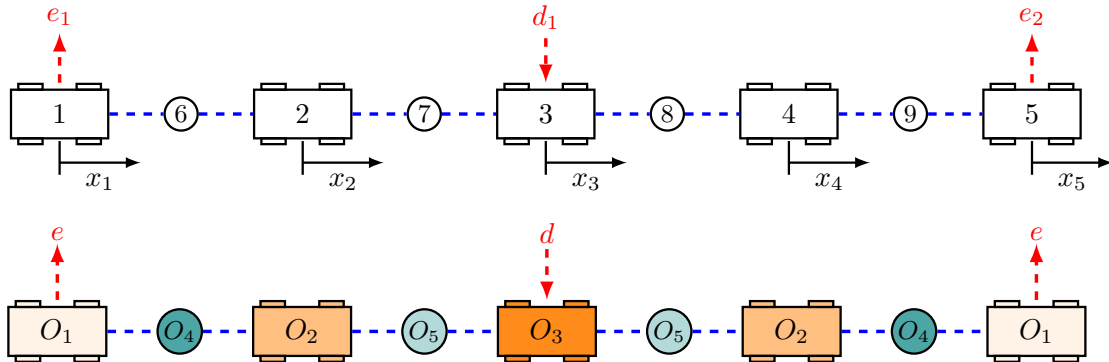 e₁ d₁ e₂
1 6 2 7 3 8 4 9 5
x₁ x₂ x₃ x₄ x₅
e d e
O₁ O₄ O₂ O₅ O₃ O₅ O₂ O₄ O₁